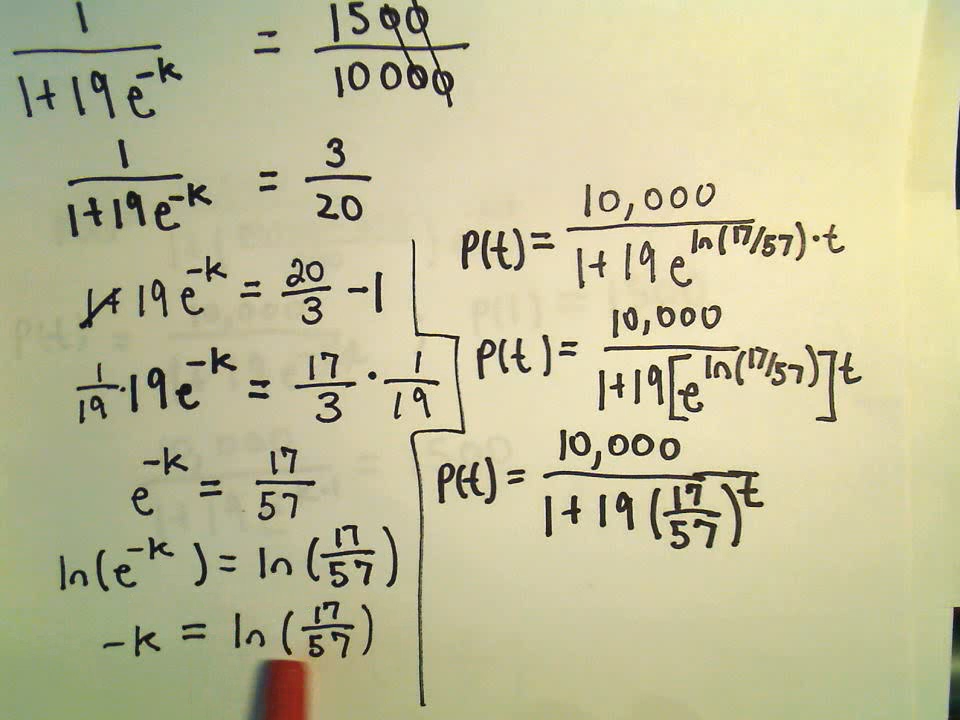 1/(1+19e^-k) = 1500/10000
1/(1+19e^-k) = 3/20
1+19e^-k = 20/3 -1
1/19 · 19e^-k = 17/3 · 1/19
e^-k = 17/57
ln(e^-k) = ln(17/57)
-k = ln(17/57)
P(t) = 10,000/(1+19e^ln(17/57)·t)
P(t) = 10,000/(1+19[e^ln(17/57)]^t)
P(t) = 10,000/(1+19(17/57)^t)